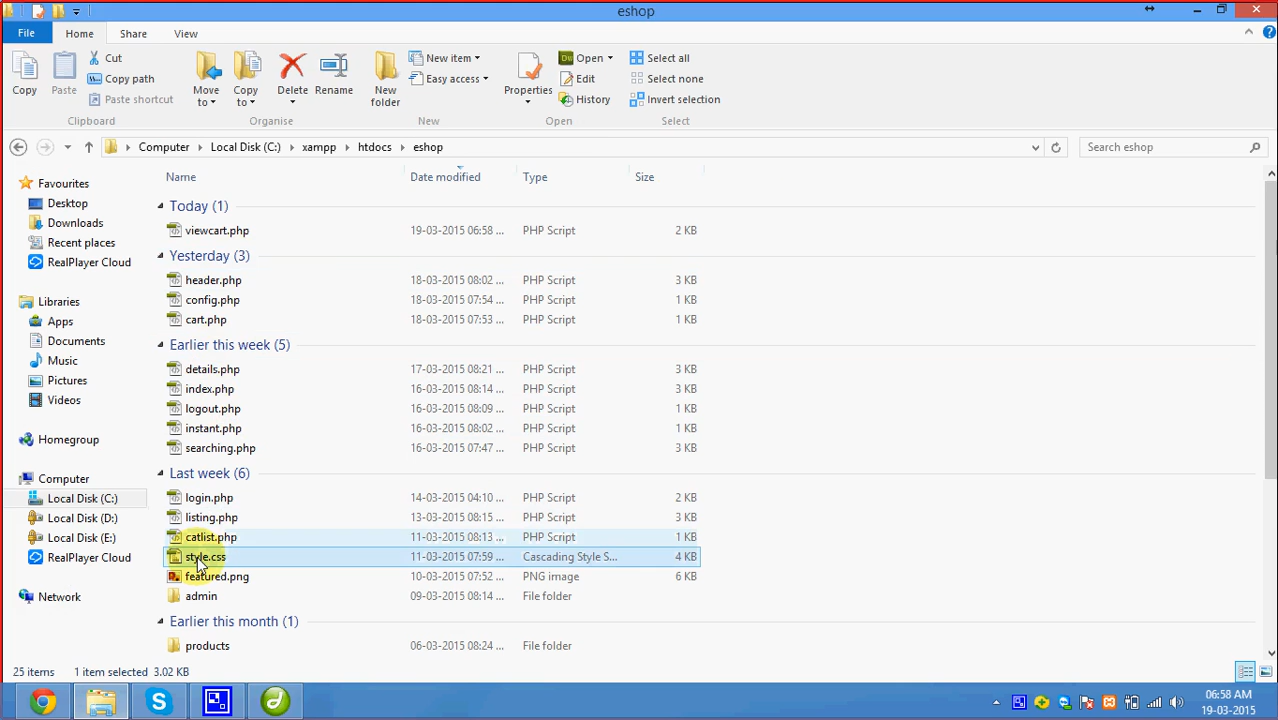 eshop
File Home Share View
Copy
Paste
Cut
Copy path
Paste shortcut
Move to
Copy to
Delete
Rename
New folder
New item
Easy access
Properties
Open
Edit
History
Select all
Select none
Invert selection
Clipboard Organise New Open Select
Computer Local Disk (C:) xampp htdocs eshop
Search eshop
Favourites
Desktop
Downloads
Recent places
RealPlayer Cloud
Libraries
Apps
Documents
Music
Pictures
Videos
Homegroup
Computer
Local Disk (C:)
Local Disk (D:)
Local Disk (E:)
RealPlayer Cloud
Network
Name Date modified Type Size
Today (1)
viewcart.php 19-03-2015 06:58 ... PHP Script 2 KB
Yesterday (3)
header.php 18-03-2015 08:02 ... PHP Script 3 KB
config.php 18-03-2015 07:54 ... PHP Script 1 KB
cart.php 18-03-2015 07:53 ... PHP Script 1 KB
Earlier this week (5)
details.php 17-03-2015 08:21 ... PHP Script 3 KB
index.php 16-03-2015 08:14 ... PHP Script 3 KB
logout.php 16-03-2015 08:09 ... PHP Script 1 KB
instant.php 16-03-2015 08:02 ... PHP Script 1 KB
searching.php 16-03-2015 07:47 ... PHP Script 3 KB
Last week (6)
login.php 14-03-2015 04:10 ... PHP Script 2 KB
listing.php 13-03-2015 08:15 ... PHP Script 3 KB
catlist.php 11-03-2015 08:13 ... PHP Script 1 KB
style.css 11-03-2015 07:59 ... Cascading Style S... 4 KB
featured.png 10-03-2015 07:52 ... PNG image 6 KB
admin 09-03-2015 08:14 ... File folder
Earlier this month (1)
products 06-03-2015 08:24 ... File folder
25 items 1 item selected 3.02 KB
06:58 AM
19-03-2015